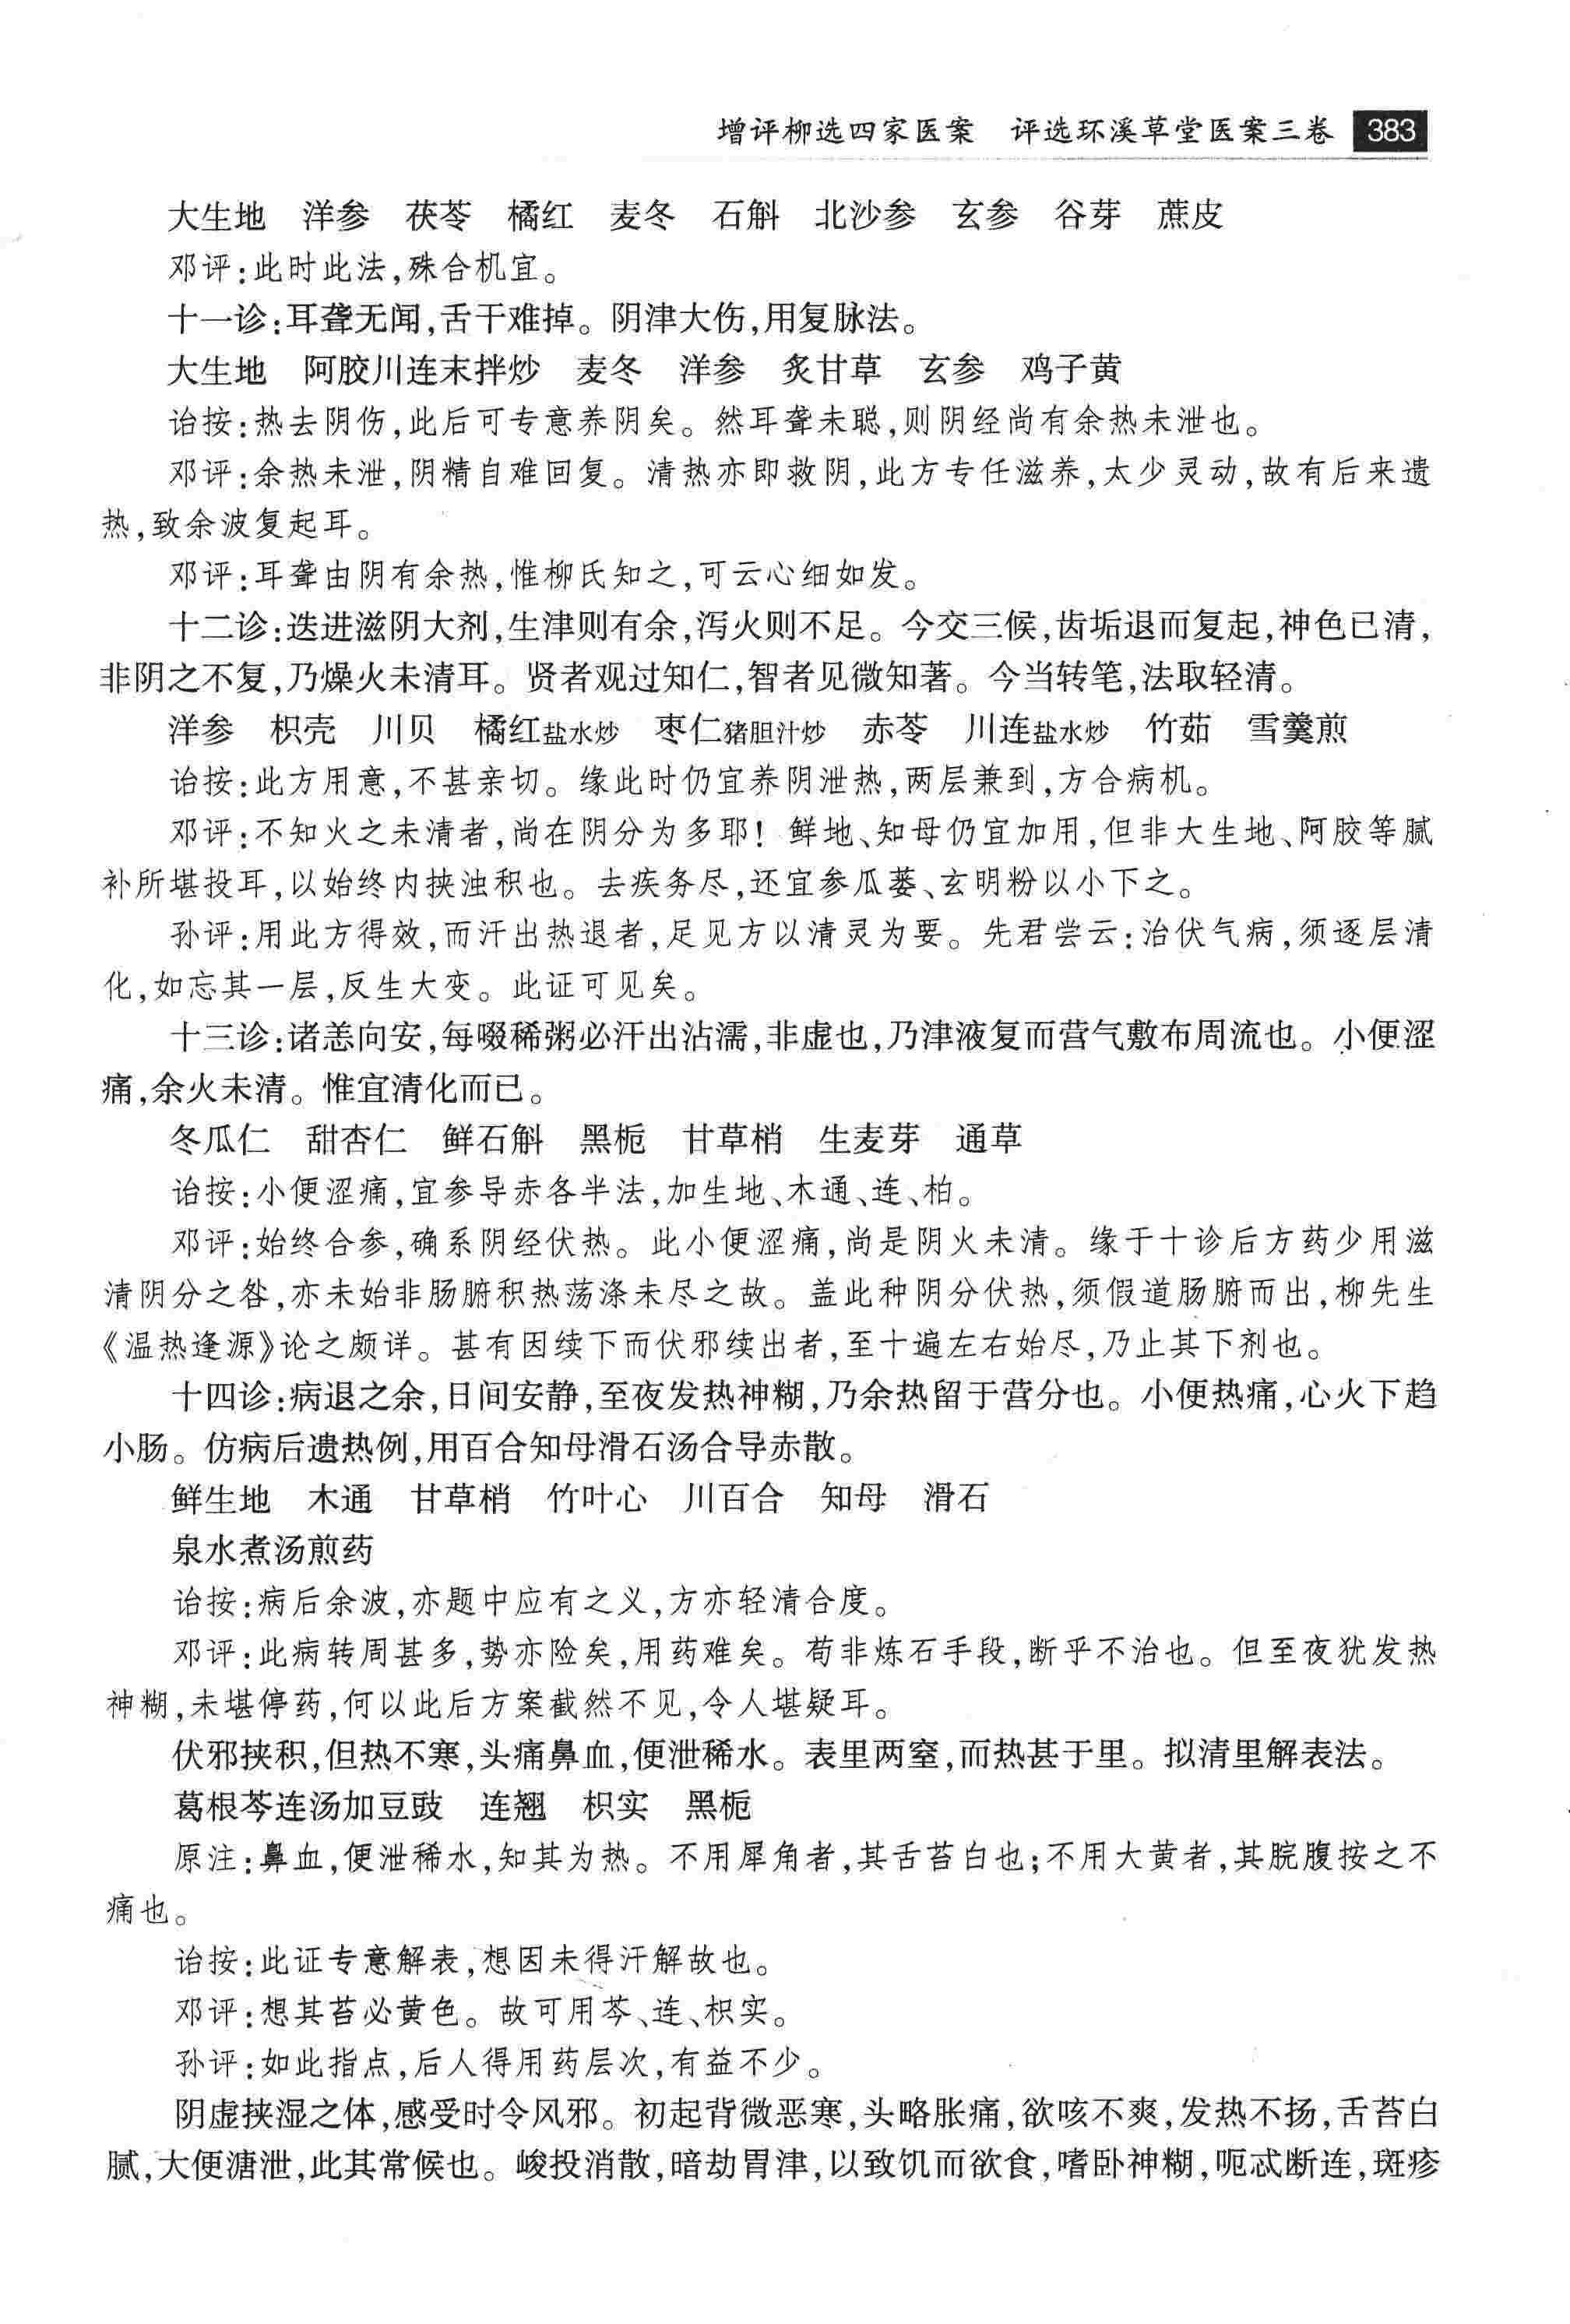 增评柳选四家医案　评选环溪草堂医案三卷 383
大生地　洋参　茯苓　橘红　麦冬　石斛　北沙参　玄参　谷芽　蔗皮
邓评:此时此法,殊合机宜。
十一诊:耳聋无闻,舌干难掉。阴津大伤,用复脉法。
大生地　阿胶川连末拌炒　麦冬　洋参　炙甘草　玄参　鸡子黄
诒按:热去阴伤,此后可专意养阴矣。然耳聋未聪,则阴经尚有余热未泄也。
邓评:余热未泄,阴精自难回复。清热亦即救阴,此方专任滋养,太少灵动,故有后来遗
热,致余波复起耳。
邓评:耳聋由阴有余热,惟柳氏知之,可云心细如发。
十二诊:迭进滋阴大剂,生津则有余,泻火则不足。今交三候,齿垢退而复起,神色已清,
非阴之不复,乃燥火未清耳。贤者观过知仁,智者见微知著。今当转笔,法取轻清。
洋参　枳壳　川贝　橘红盐水炒　枣仁猪胆汁炒　赤苓　川连盐水炒　竹茹　雪羹煎
诒按:此方用意,不甚亲切。缘此时仍宜养阴泄热,两层兼到,方合病机。
邓评:不知火之未清者,尚在阴分为多耶!鲜地、知母仍宜加用,但非大生地、阿胶等腻
补所堪投耳,以始终内挟浊积也。去疾务尽,还宜参瓜蒌、玄明粉以小下之。
孙评:用此方得效,而汗出热退者,足见方以清灵为要。先君尝云:治伏气病,须逐层清
化,如忘其一层,反生大变。此证可见矣。
十三诊:诸恙向安,每啜稀粥必汗出沾濡,非虚也,乃津液复而营气敷布周流也。小便涩
痛,余火未清。惟宜清化而已。
冬瓜仁　甜杏仁　鲜石斛　黑栀　甘草梢　生麦芽　通草
诒按:小便涩痛,宜参导赤各半法,加生地、木通、连、柏。
邓评:始终合参,确系阴经伏热。此小便涩痛,尚是阴火未清。缘于十诊后方药少用滋
清阴分之咎,亦未始非肠腑积热荡涤未尽之故。盖此种阴分伏热,须假道肠腑而出,柳先生
《温热逢源》论之颇详。甚有因续下而伏邪续出者,至十遍左右始尽,乃止其下剂也。
十四诊:病退之余,日间安静,至夜发热神糊,乃余热留于营分也。小便热痛,心火下趋
小肠。仿病后遗热例,用百合知母滑石汤合导赤散。
鲜生地　木通　甘草梢　竹叶心　川百合　知母　滑石
泉水煮汤煎药
诒按:病后余波,亦题中应有之义,方亦轻清合度。
邓评:此病转周甚多,势亦险矣,用药难矣。苟非炼石手段,断乎不治也。但至夜犹发热
神糊,未堪停药,何以此后方案截然不见,令人堪疑耳。
伏邪挟积,但热不寒,头痛鼻血,便泄稀水。表里两窒,而热甚于里。拟清里解表法。
葛根芩连汤加豆豉　连翘　枳实　黑栀
原注:鼻血,便泄稀水,知其为热。不用犀角者,其舌苔白也;不用大黄者,其脘腹按之不
痛也。
诒按:此证专意解表,想因未得汗解故也。
邓评:想其苔必黄色。故可用芩、连、枳实。
孙评:如此指点,后人得用药层次,有益不少。
阴虚挟湿之体,感受时令风邪。初起背微恶寒,头略胀痛,欲咳不爽,发热不扬,舌苔白
腻,大便溏泄,此其常候也。峻投消散,暗劫胃津,以致饥而欲食,嗜卧神糊,呃忒断连,斑疹